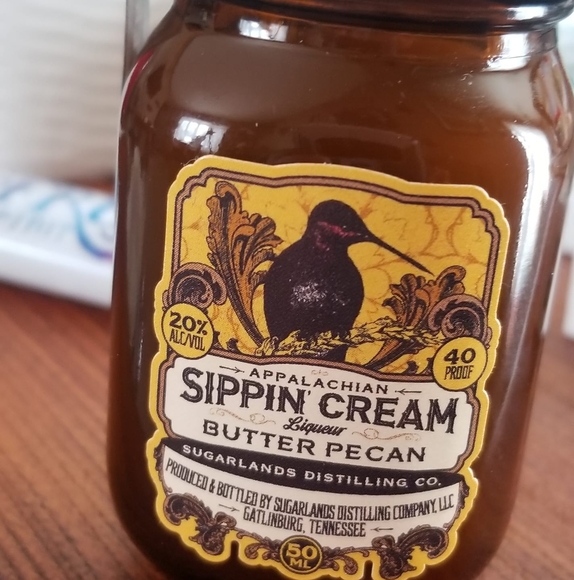 20%
ALC/VOL
40
PROOF
APPALACHIAN
SIPPIN' CREAM
Liqueur
BUTTER PECAN
SUGARLANDS DISTILLING CO.
PRODUCED & BOTTLED BY SUGARLANDS DISTILLING COMPANY, LLC
GATLINBURG, TENNESSEE
50
ML